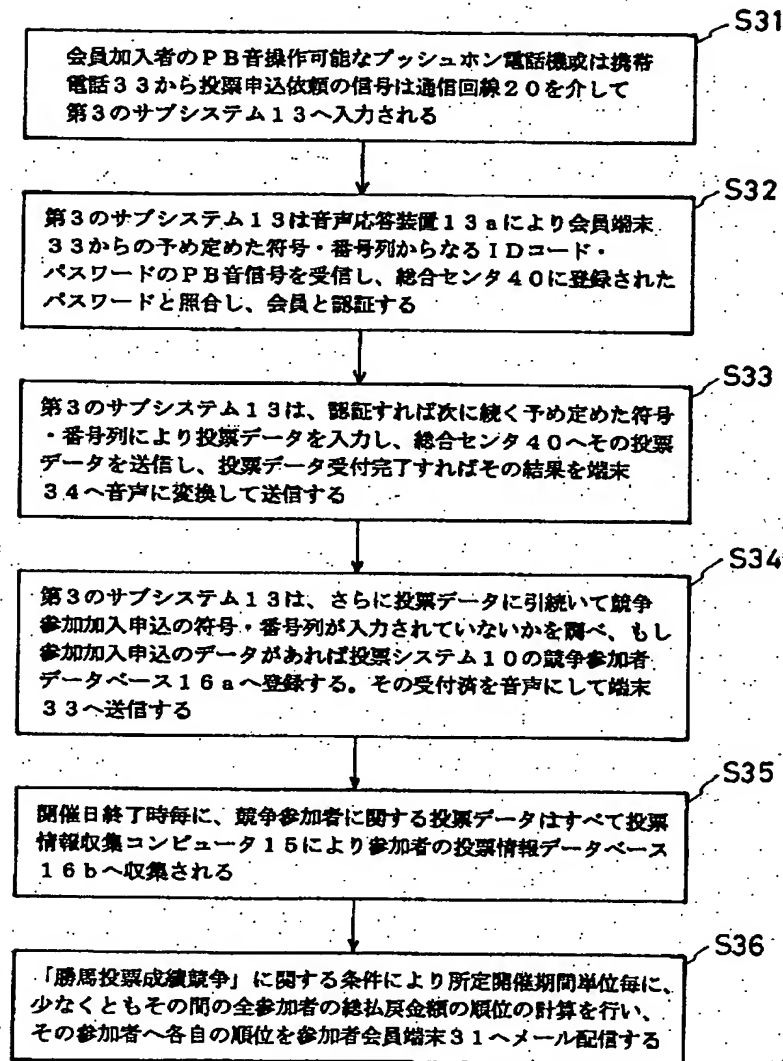 S31
会員加入者のPB音操作可能なプッシュホン電話機或は携帯
電話33から投票申込依頼の信号は通信回線20を介して
第3のサブシステム13へ入力される
S32
第3のサブシステム13は音声応答装置13aにより会員端末
33からの予め定めた符号・番号列からなるIDコード・
パスワードのPB音信号を受信し、総合センタ40に登録された
パスワードと照合し、会員と認証する
S33
第3のサブシステム13は、認証すれば次に続く予め定めた符号
・番号列により投票データを入力し、総合センタ40へその投票
データを送信し、投票データ受付完了すればその結果を端末
34へ音声に変換して送信する
S34
第3のサブシステム13は、さらに投票データに引続いて競争
参加加入申込の符号・番号列が入力されていないかを調べ、もし
参加加入申込のデータがあれば投票システム10の競争参加者
データベース16aへ登録する。その受付済を音声にして端末
33へ送信する
S35
開催日終了時毎に、競争参加者に関する投票データはすべて投票
情報収集コンピュータ15により参加者の投票情報データベース
16bへ収集される
S36
「勝馬投票成績競争」に関する条件により所定開催期間単位毎に、
少なくともその間の全参加者の総払戻金額の順位の計算を行い、
その参加者へ各自の順位を参加者会員端末31へメール配信する